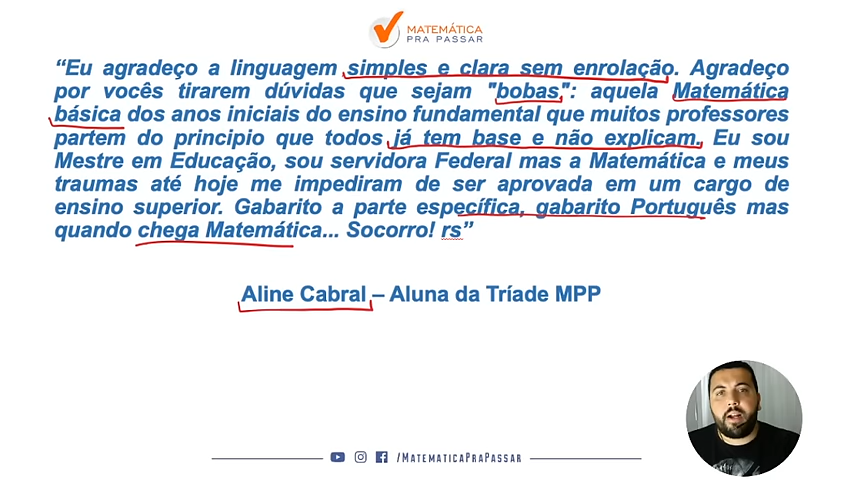 MATEMÁTICA
PRA PASSAR
“Eu agradeço a linguagem simples e clara sem enrolação. Agradeço
por vocês tirarem dúvidas que sejam "bobas": aquela Matemática
básica dos anos iniciais do ensino fundamental que muitos professores
partem do principio que todos já tem base e não explicam. Eu sou
Mestre em Educação, sou servidora Federal mas a Matemática e meus
traumas até hoje me impediram de ser aprovada em um cargo de
ensino superior. Gabarito a parte específica, gabarito Português mas
quando chega Matemática... Socorro! rs”
Aline Cabral – Aluna da Tríade MPP
/MatematicaPraPassar